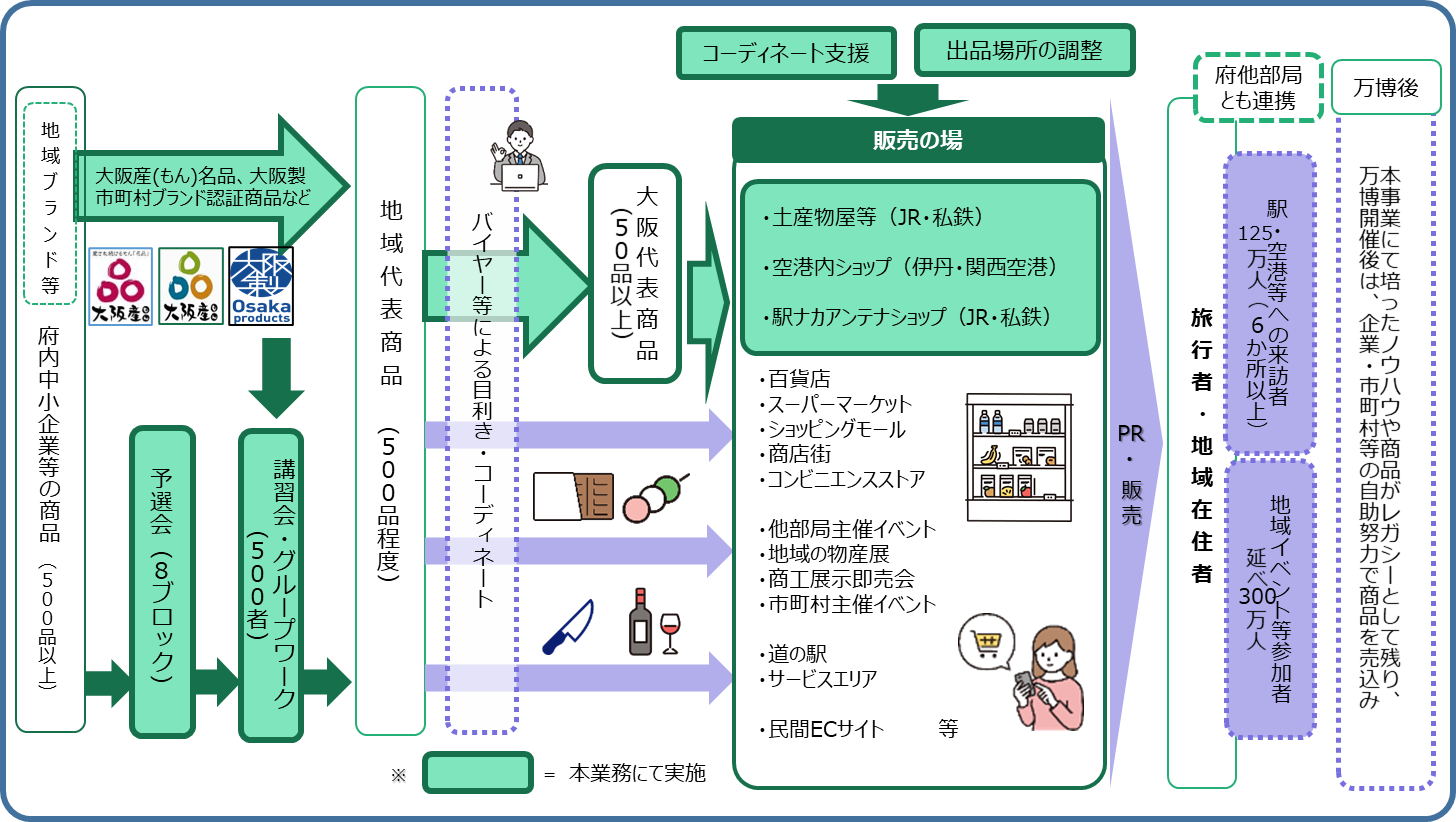 コーディネート支援
出品場所の調整
府他部局
とも連携
万博後
地域ブランド等
大阪産(もん)名品、大阪製
市町村ブランド認証商品など
大阪産
大阪産
大阪製
Osaka
products
府内中小企業等の商品（500品以上）
予選会（8ブロック）
講習会・グループワーク
（500者）
地域代表商品（500品程度）
バイヤー等による目利き・コーディネート
大阪代表商品
（50品以上）
販売の場
・土産物屋等（JR・私鉄）
・空港内ショップ（伊丹・関西空港）
・駅ナカアンテナショップ（JR・私鉄）
・百貨店
・スーパーマーケット
・ショッピングモール
・商店街
・コンビニエンスストア
・他部局主催イベント
・地域の物産展
・商工展示即売会
・市町村主催イベント
・道の駅
・サービスエリア
・民間ECサイト　　等
PR・販売
旅行者・地域在住者
駅・空港等への来訪者
125万人（6か所以上）
地域イベント等参加者
延べ300万人
本事業にて培ったノウハウや商品がレガシーとして残り、
万博開催後は、企業・市町村等の自助努力で商品を売込み
※　= 本業務にて実施